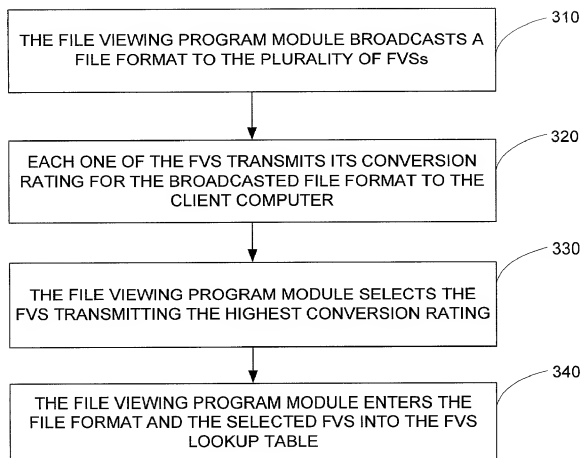 310
THE FILE VIEWING PROGRAM MODULE BROADCASTS A
FILE FORMAT TO THE PLURALITY OF FVSs
320
EACH ONE OF THE FVS TRANSMITS ITS CONVERSION
RATING FOR THE BROADCASTED FILE FORMAT TO THE
CLIENT COMPUTER
330
THE FILE VIEWING PROGRAM MODULE SELECTS THE
FVS TRANSMITTING THE HIGHEST CONVERSION RATING
340
THE FILE VIEWING PROGRAM MODULE ENTERS THE
FILE FORMAT AND THE SELECTED FVS INTO THE FVS
LOOKUP TABLE